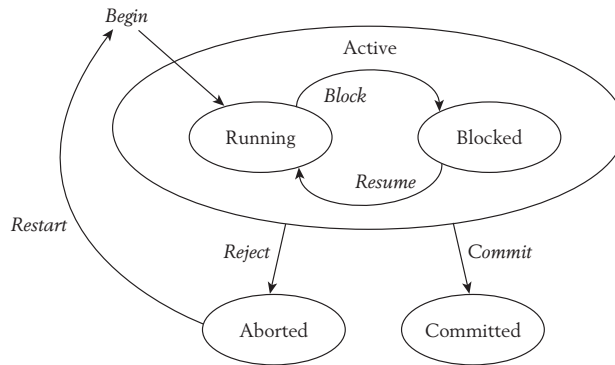 Begin
Active
Block
Running
Blocked
Resume
Restart
Reject
Commit
Aborted
Committed